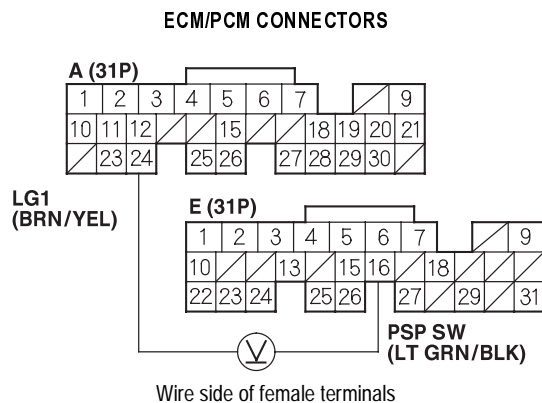 ECM/PCM CONNECTORS
A (31P)
1 2 3 4 5 6 7 9
10 11 12 15 18 19 20 21
23 24 25 26 27 28 29 30
LG1
(BRN/YEL)
E (31P)
1 2 3 4 5 6 7 9
10 13 15 16 18
22 23 24 25 26 27 29 31
V
PSP SW
(LT GRN/BLK)
Wire side of female terminals